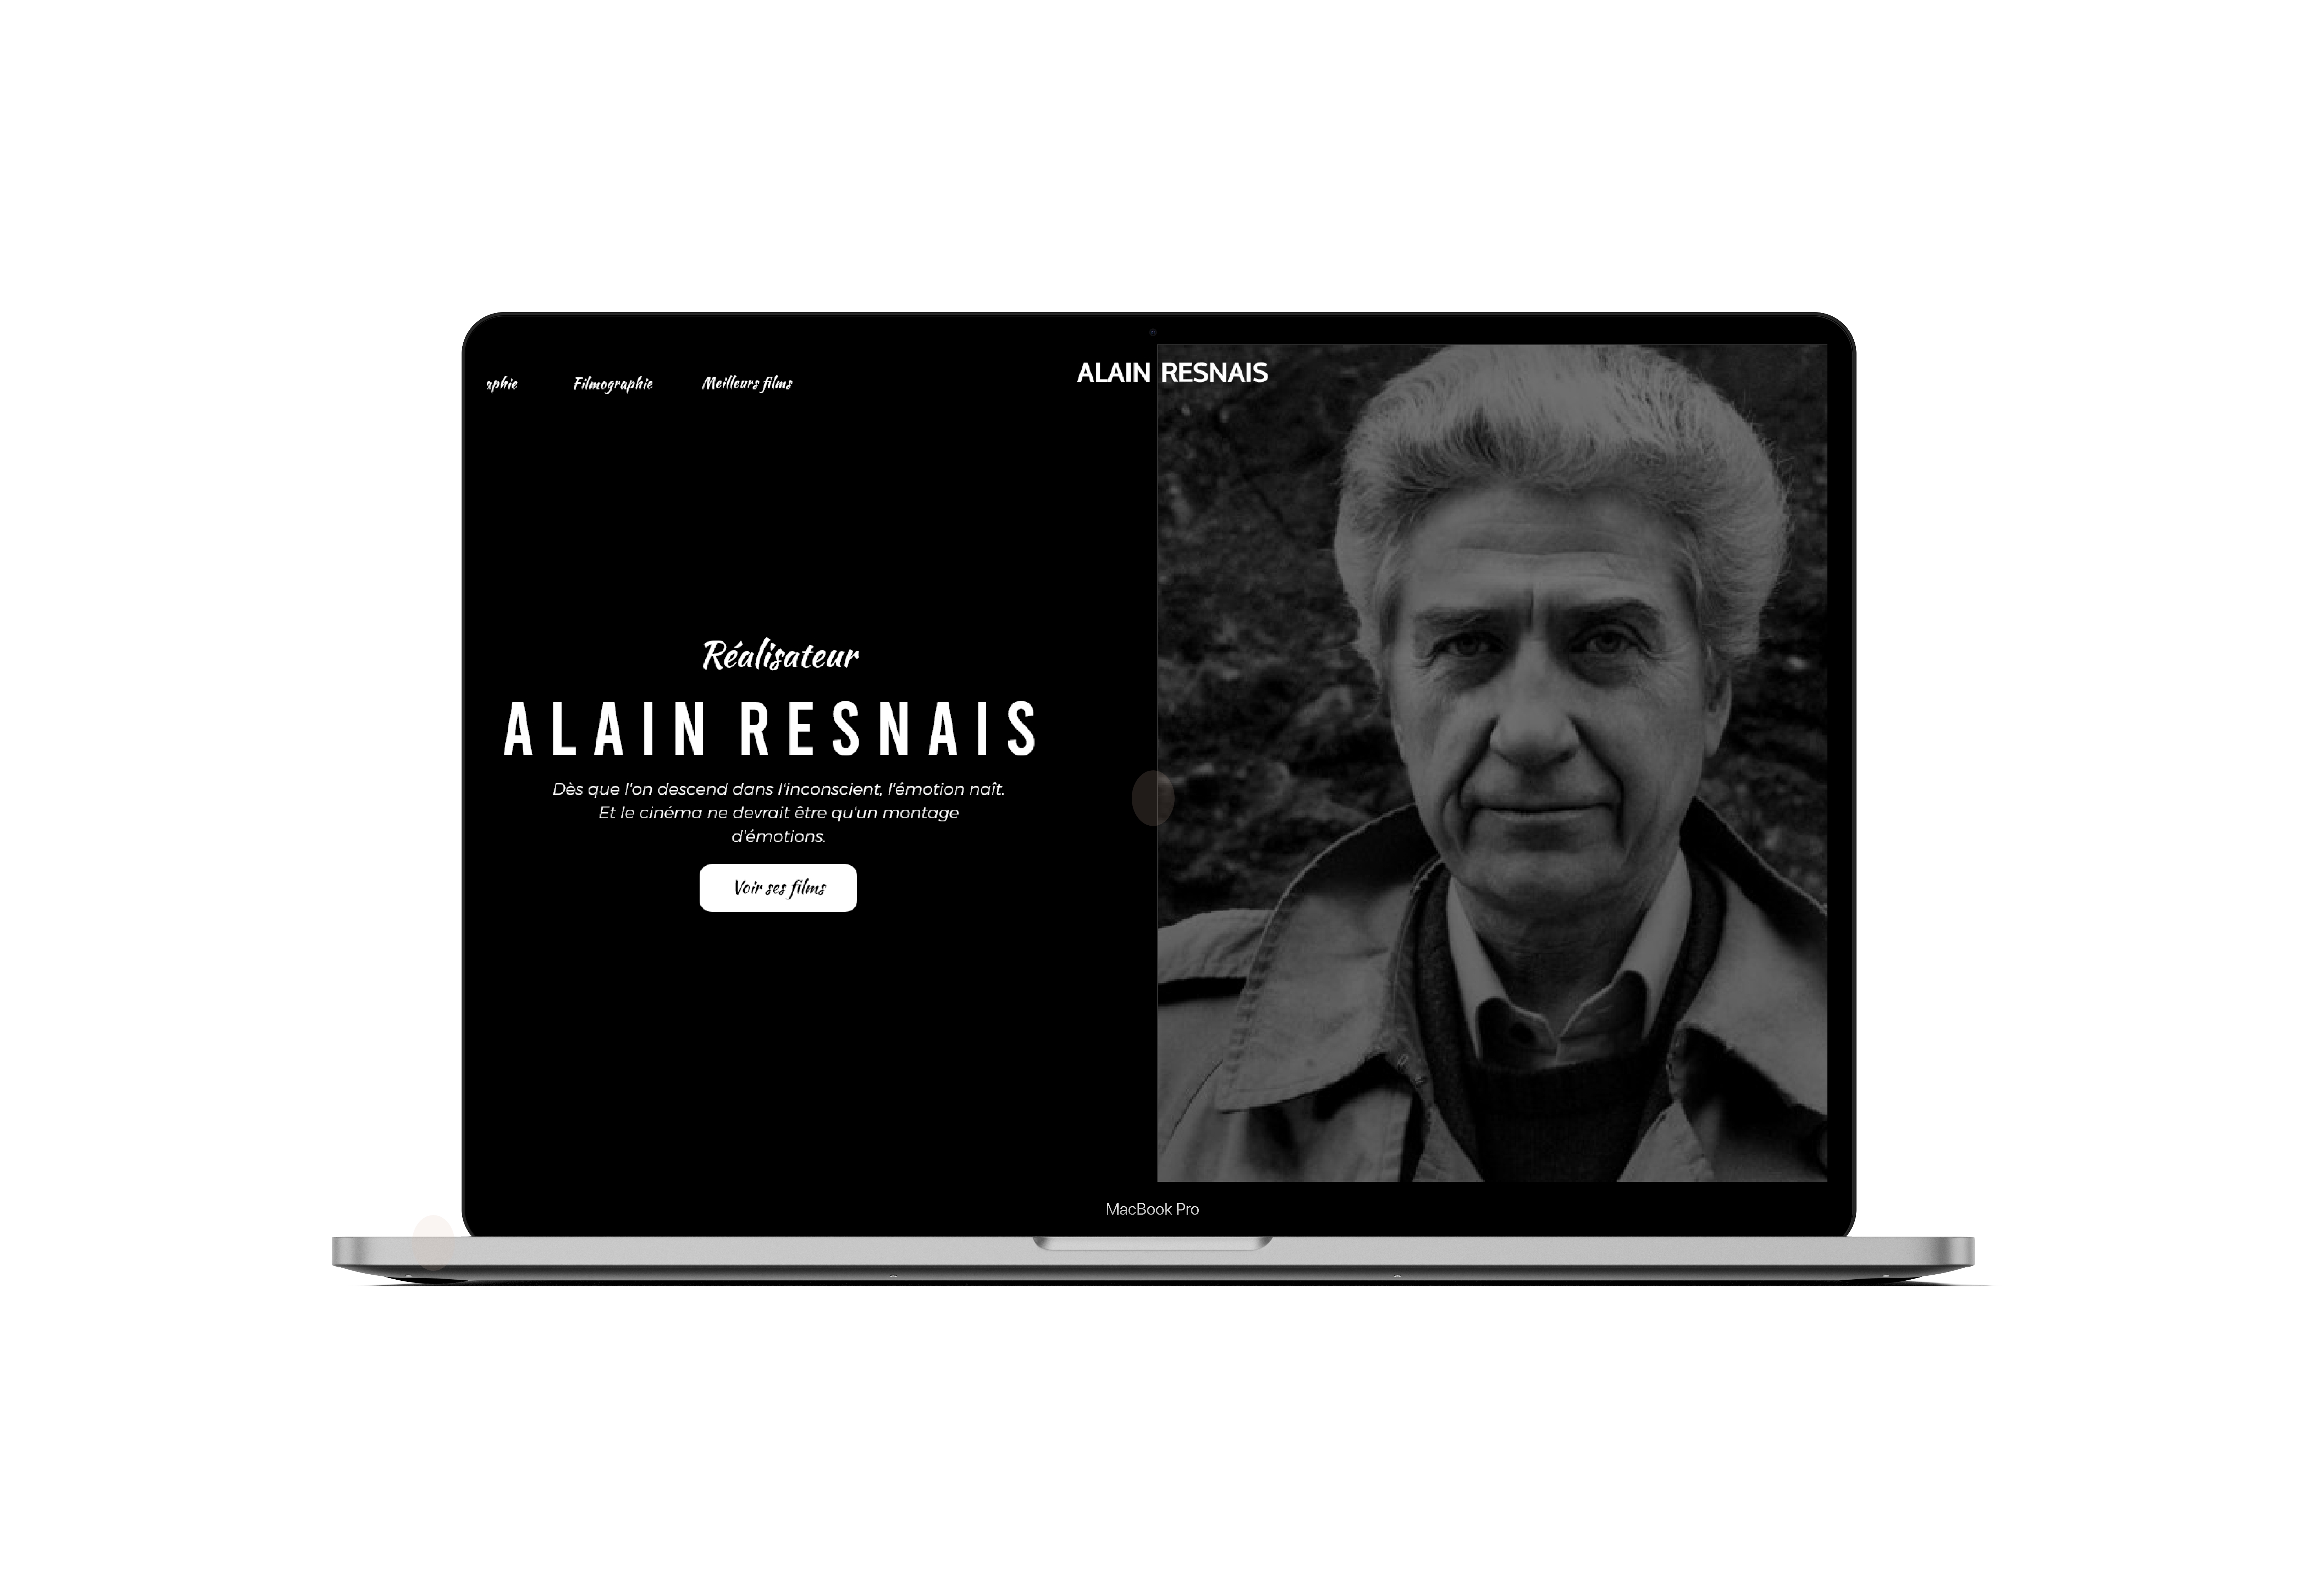 aphie Filmographie Meilleurs films ALAIN RESNAIS
Réalisateur
ALAIN RESNAIS
Dès que l'on descend dans l'inconscient, l'émotion naît.
Et le cinéma ne devrait être qu'un montage
d'émotions.
Voir ses films
MacBook Pro